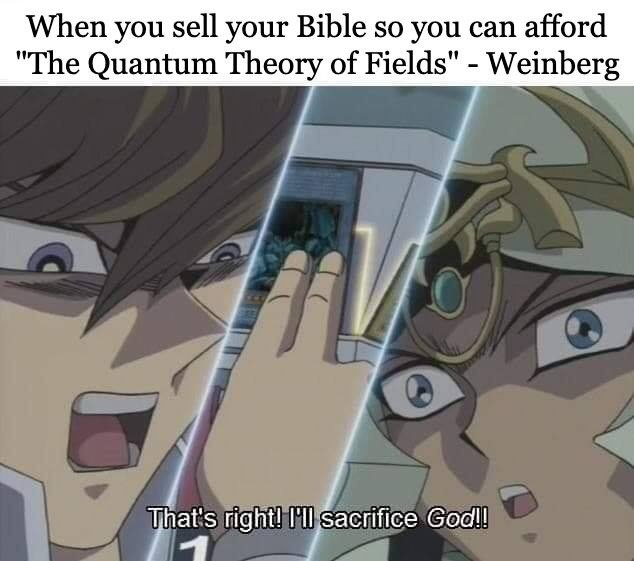 When you sell your Bible so you can afford
"The Quantum Theory of Fields" - Weinberg
That's right! I'll sacrifice God!!
1